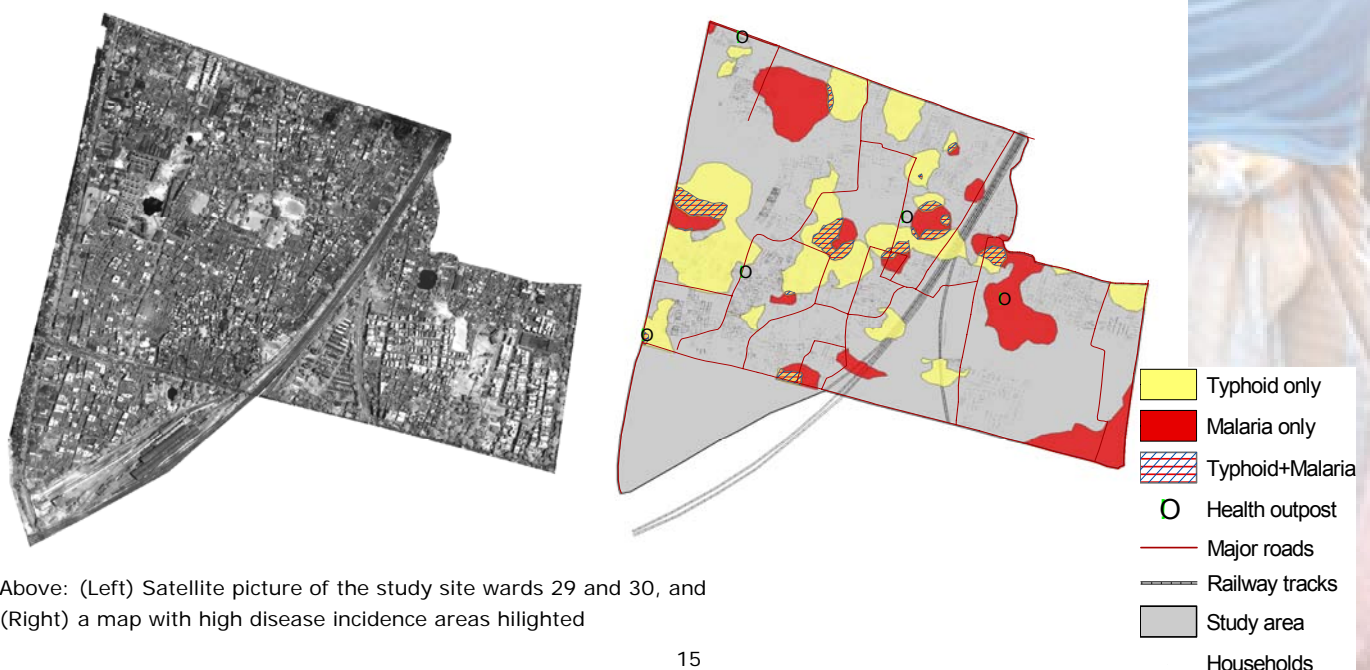 Typhoid only
Malaria only
Typhoid+Malaria
O Health outpost
Major roads
Railway tracks
Study area
Households
Above: (Left) Satellite picture of the study site wards 29 and 30, and
(Right) a map with high disease incidence areas hilighted
15